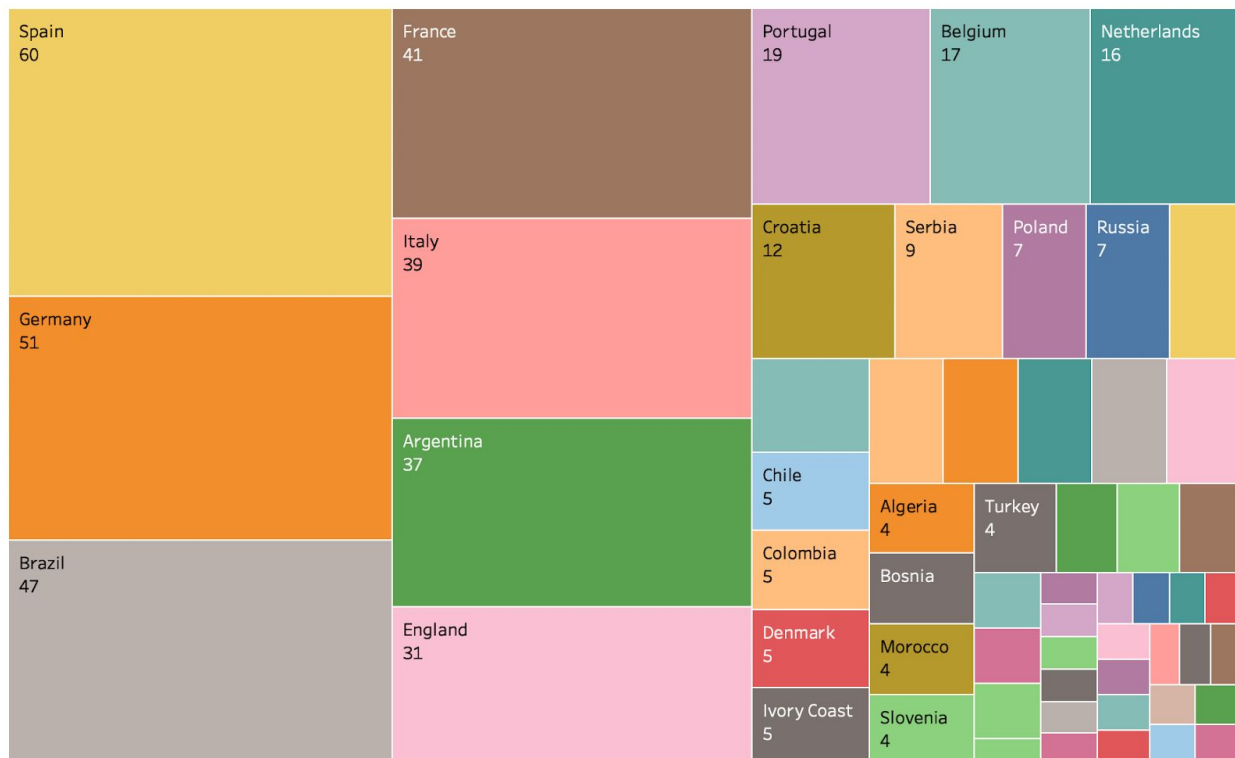 Spain
60
Germany
51
Brazil
47
France
41
Italy
39
Argentina
37
England
31
Portugal
19
Belgium
17
Netherlands
16
Croatia
12
Serbia
9
Poland
7
Russia
7
Chile
5
Colombia
5
Denmark
5
Ivory Coast
5
Algeria
4
Bosnia
Morocco
4
Slovenia
4
Turkey
4